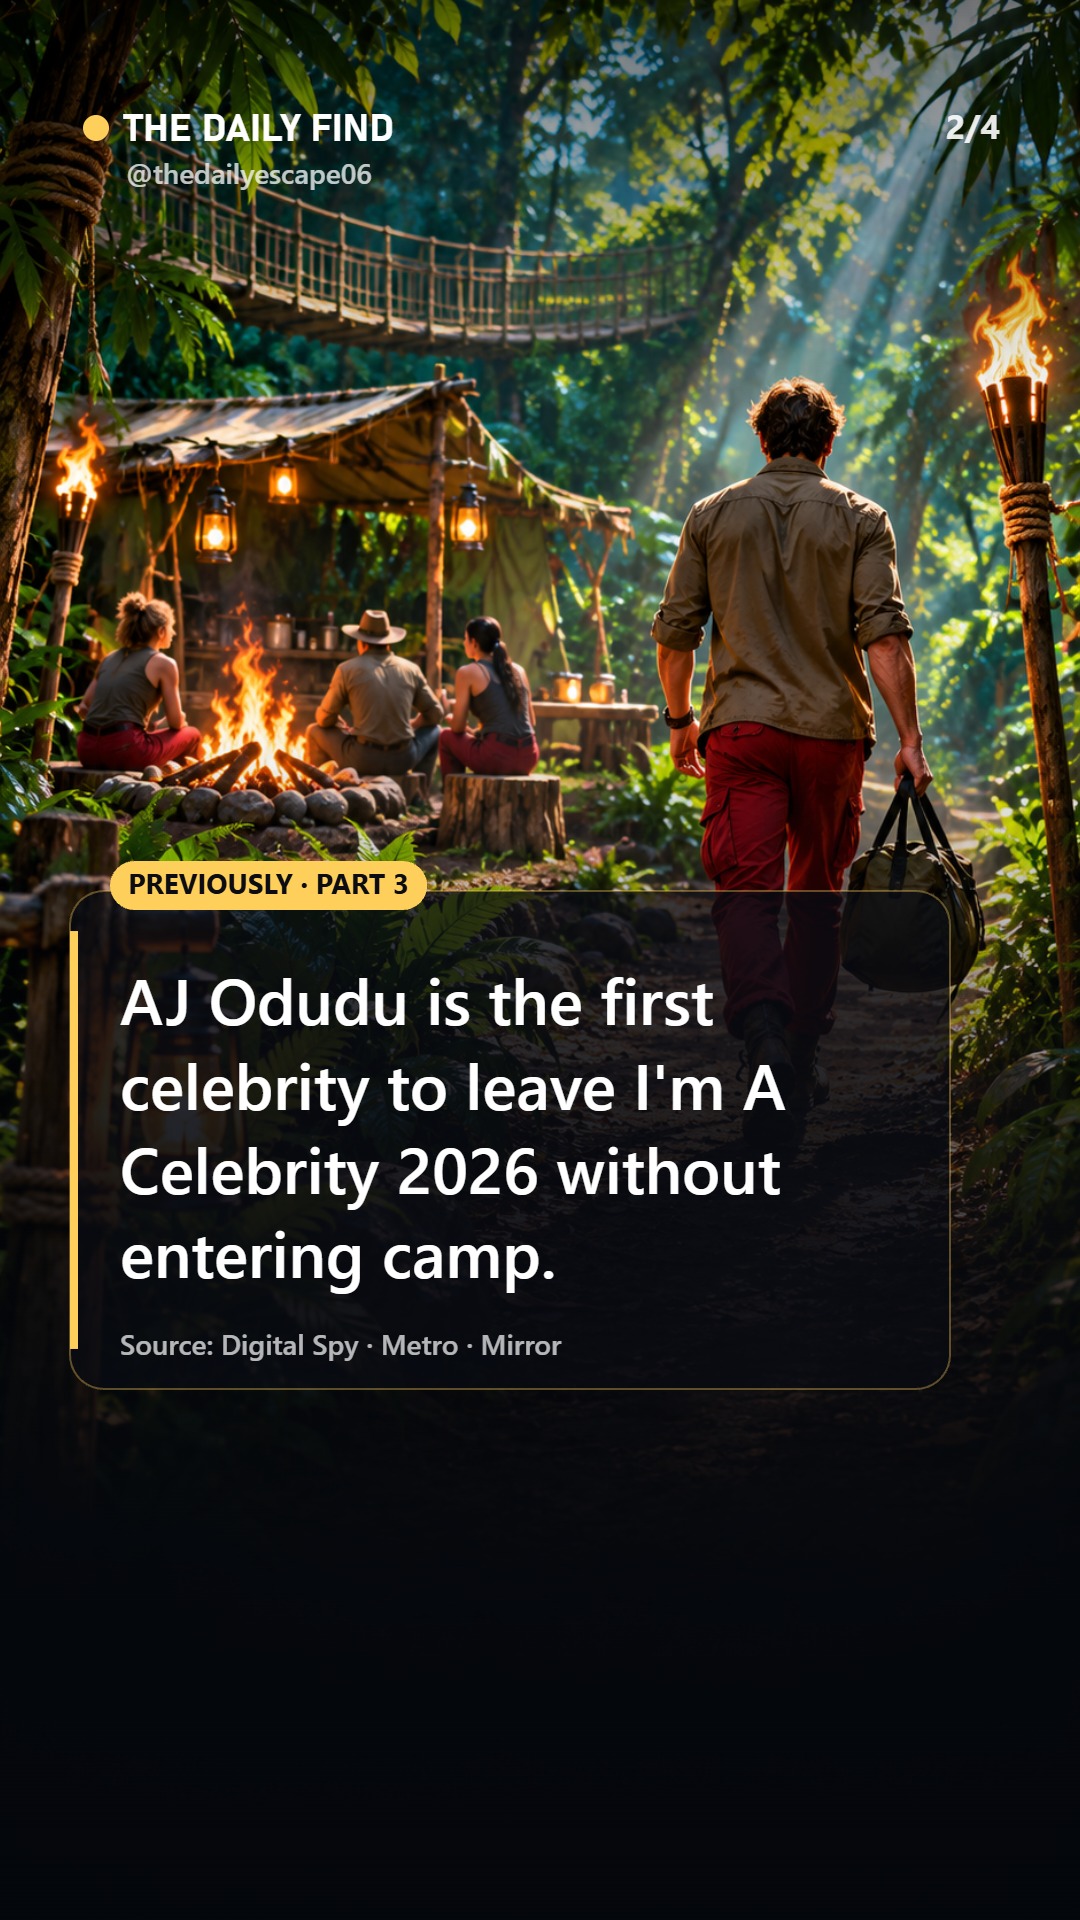 THE DAILY FIND
2/4
@thedailyescape06
PREVIOUSLY · PART 3
AJ Odudu is the first
celebrity to leave I'm A
Celebrity 2026 without
entering camp.
Source: Digital Spy · Metro · Mirror